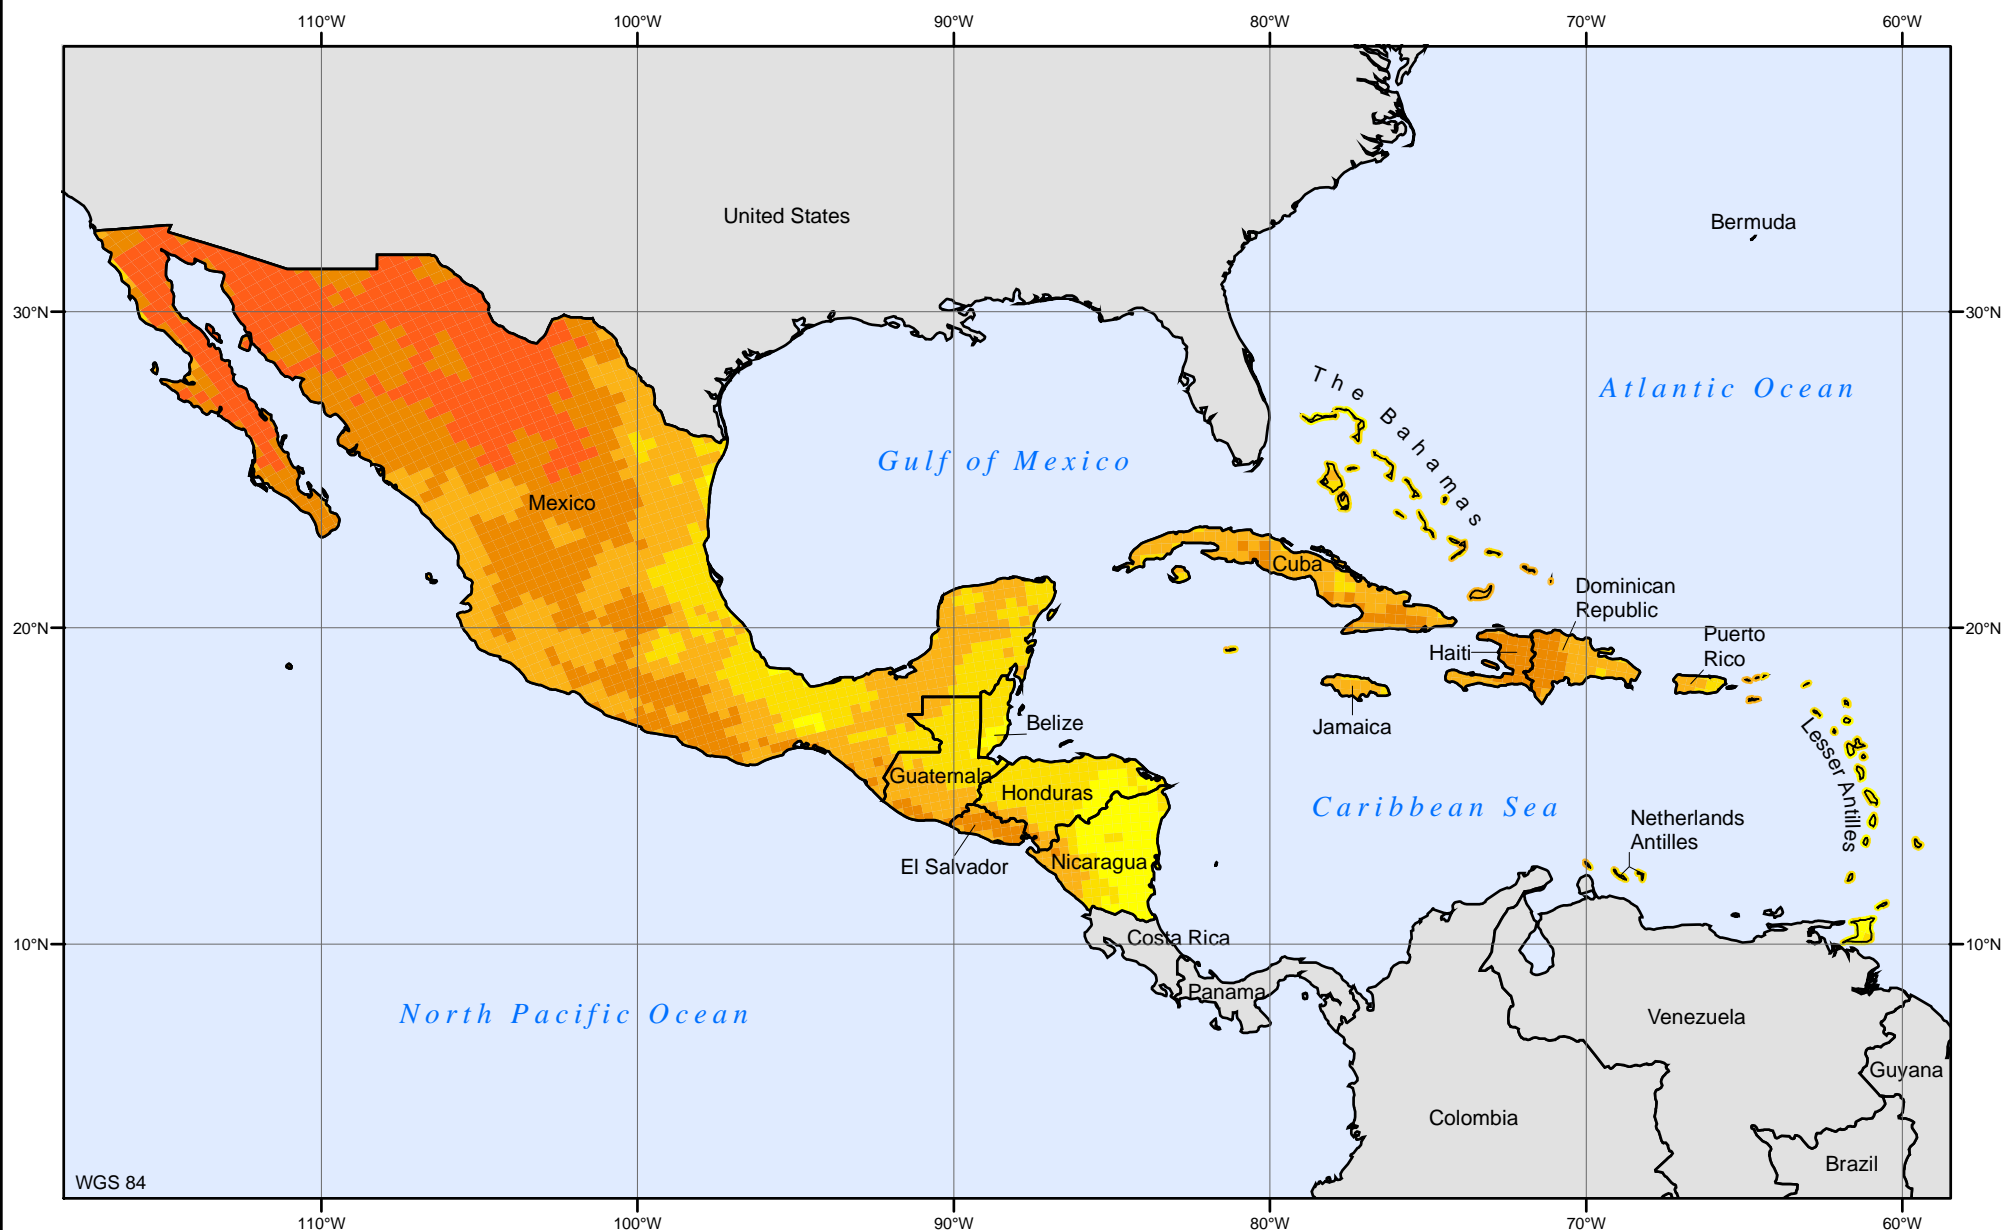 110°W
100°W
90°W
80°W
70°W
60°W
United States
Bermuda
30°N
30°N
The Bahamas
Atlantic Ocean
Gulf of Mexico
Mexico
Cuba
Dominican
Republic
20°N
20°N
Puerto
Rico
Haiti
Jamaica
Belize
Lesser Antilles
Guatemala
Honduras
Caribbean Sea
Netherlands
Antilles
El Salvador
Nicaragua
10°N
10°N
Costa Rica
Panama
North Pacific Ocean
Venezuela
Guyana
Colombia
Brazil
WGS 84
110°W
100°W
90°W
80°W
70°W
60°W